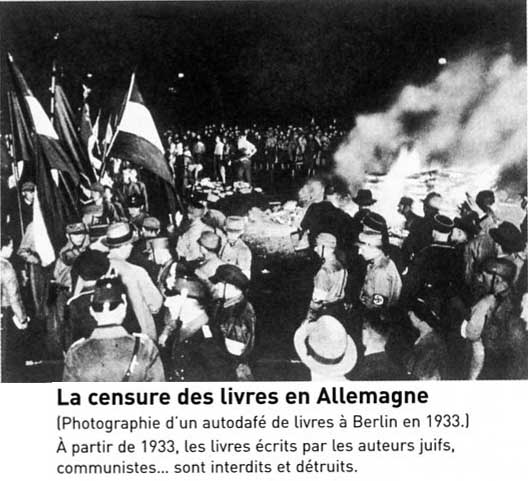 La censure des livres en Allemagne
(Photographie d'un autodafé de livres à Berlin en 1933.)
À partir de 1933, les livres écrits par les auteurs juifs,
communistes... sont interdits et détruits.